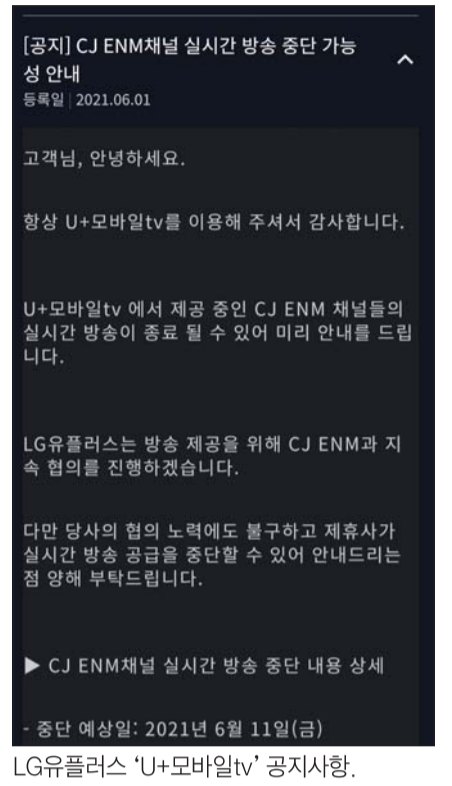 [공지] CJ ENM채널 실시간 방송 중단 가능
성 안내
등록일 | 2021.06.01
고객님, 안녕하세요.
항상 U+모바일tv를 이용해 주셔서 감사합니다.
U+모바일tv 에서 제공 중인 CJ ENM 채널들의
실시간 방송이 종료 될 수 있어 미리 안내를 드립
니다.
LG유플러스는 방송 제공을 위해 CJ ENM과 지
속 협의를 진행하겠습니다.
다만 당사의 협의 노력에도 불구하고 제휴사가
실시간 방송 공급을 중단할 수 있어 안내드리는
점 양해 부탁드립니다.
▶ CJ ENM채널 실시간 방송 중단 내용 상세
- 중단 예상일: 2021년 6월 11일(금)
LG유플러스 ‘U+모바일tv’ 공지사항.